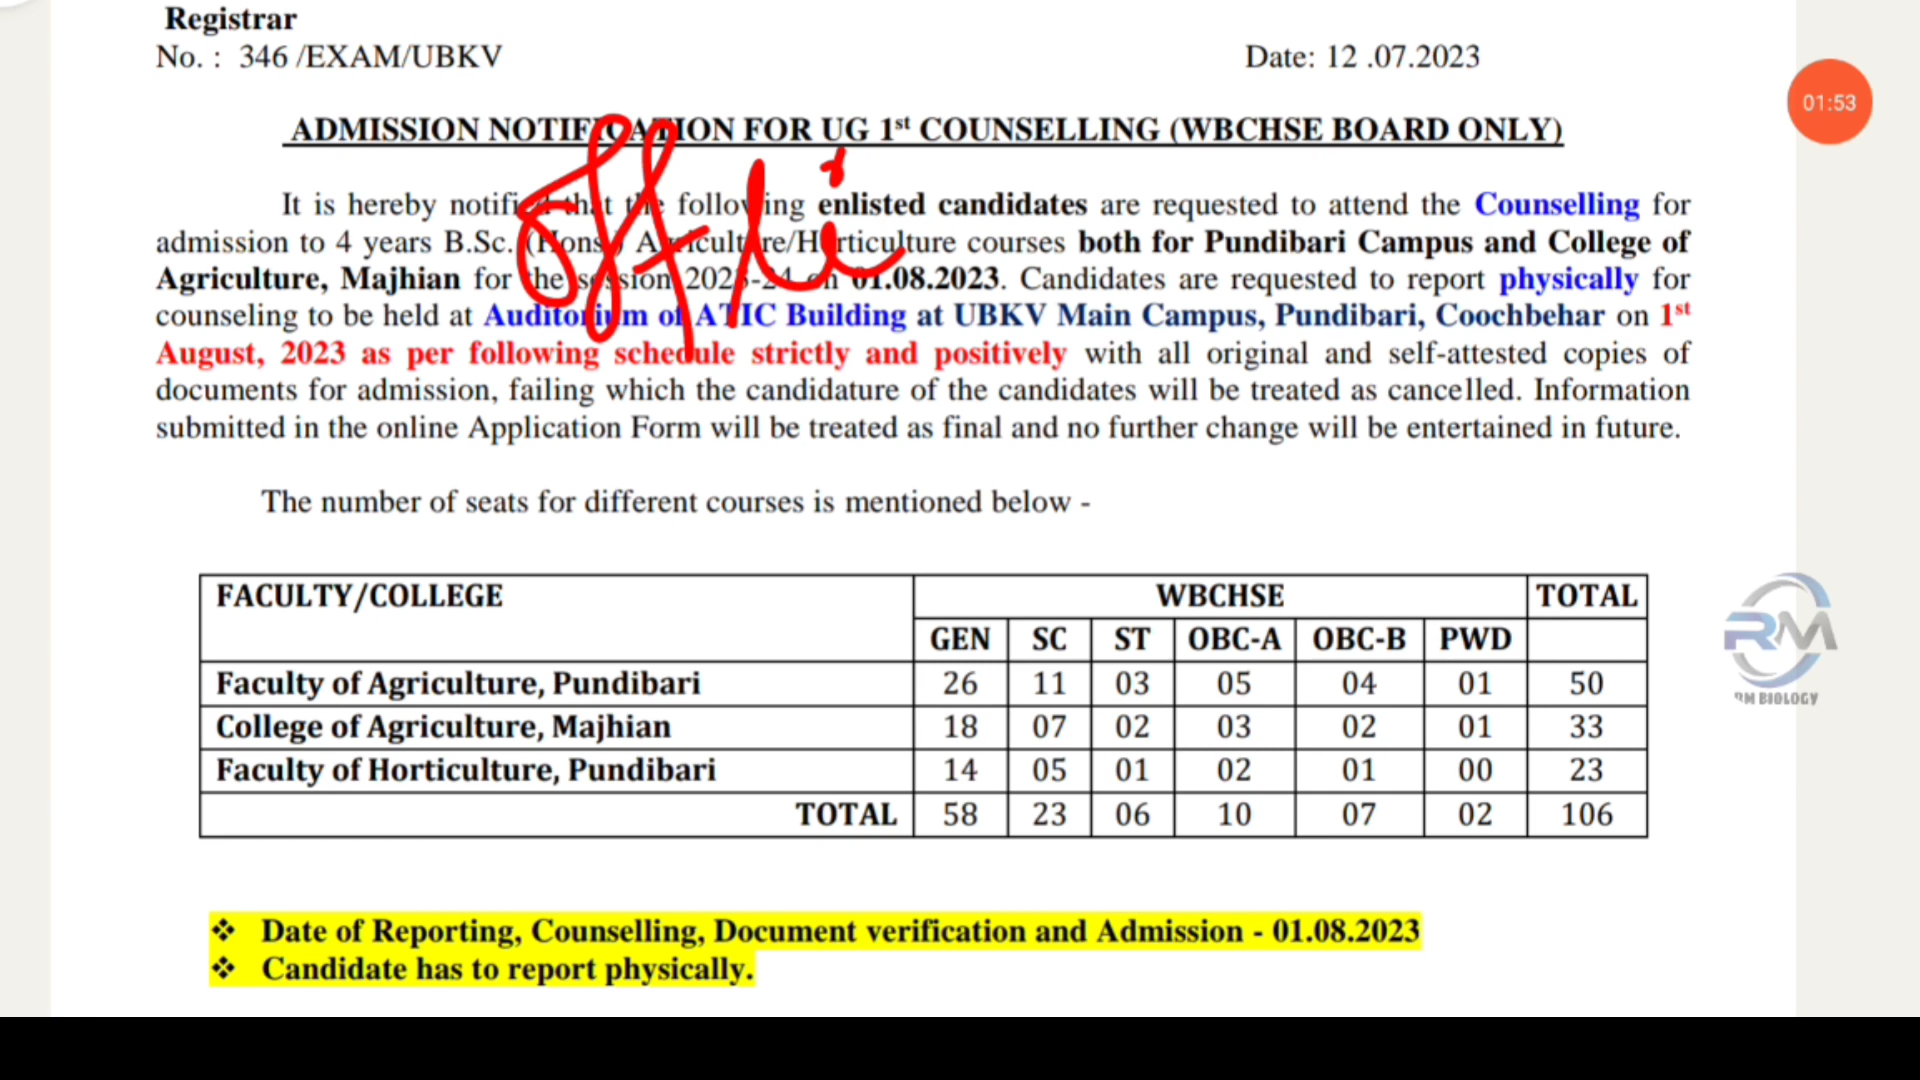 Registrar
No. : 346 /EXAM/UBKV Date: 12 .07.2023
01:53
ADMISSION NOTIFICATION FOR UG 1st COUNSELLING (WBCHSE BOARD ONLY)
offli
It is hereby notified that the following enlisted candidates are requested to attend the Counselling for
admission to 4 years B.Sc. (Hons.) Agriculture/Horticulture courses both for Pundibari Campus and College of
Agriculture, Majhian for the session 2023-24 on 01.08.2023. Candidates are requested to report physically for
counseling to be held at Auditorium of ATIC Building at UBKV Main Campus, Pundibari, Coochbehar on 1st
August, 2023 as per following schedule strictly and positively with all original and self-attested copies of
documents for admission, failing which the candidature of the candidates will be treated as cancelled. Information
submitted in the online Application Form will be treated as final and no further change will be entertained in future.
The number of seats for different courses is mentioned below -
FACULTY/COLLEGE WBCHSE TOTAL
GEN SC ST OBC-A OBC-B PWD
Faculty of Agriculture, Pundibari 26 11 03 05 04 01 50
College of Agriculture, Majhian 18 07 02 03 02 01 33
Faculty of Horticulture, Pundibari 14 05 01 02 01 00 23
TOTAL 58 23 06 10 07 02 106
RM
RM BIOLOGY
❖ Date of Reporting, Counselling, Document verification and Admission - 01.08.2023
❖ Candidate has to report physically.